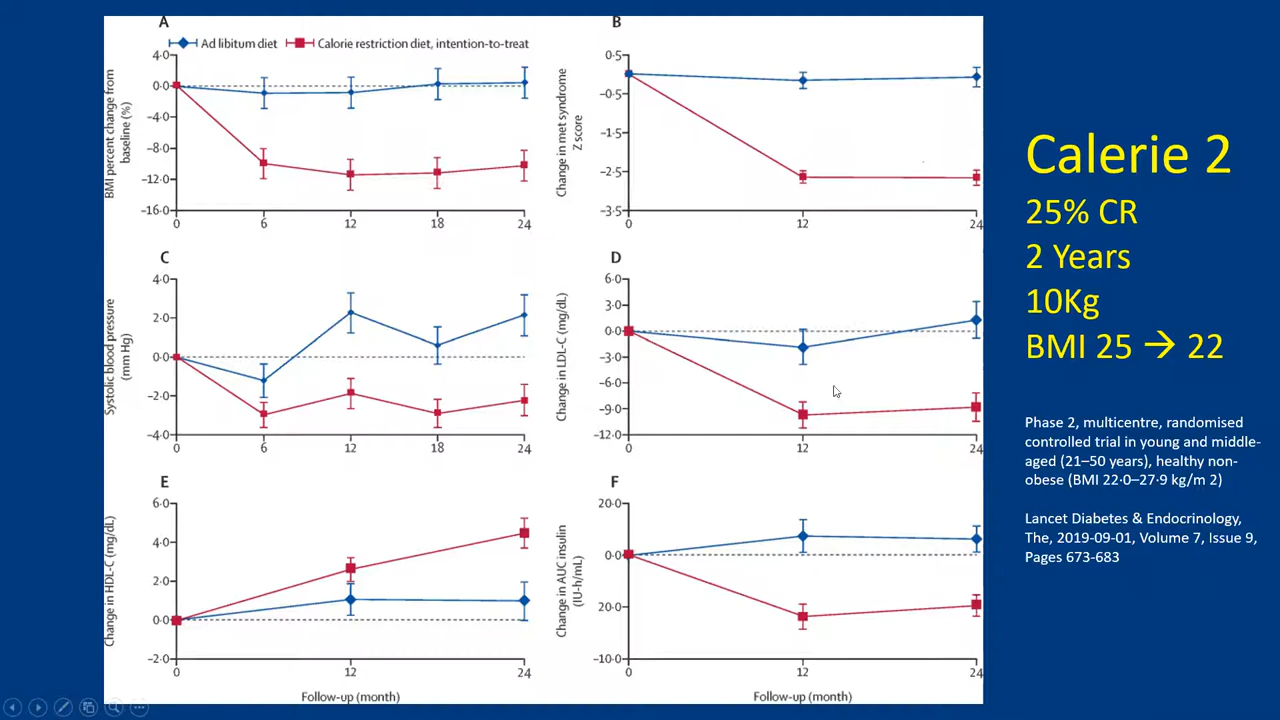 A
Ad libitum diet
Calorie restriction diet, intention-to-treat
BMI percent change from
baseline (%)
4·0
0·0
–4·0
–8·0
–12·0
–16·0
0
6
12
18
24
B
Change in met syndrome
Z score
0·5
–0·5
–1·5
–2·5
–3·5
0
12
24
C
Systolic blood pressure
(mm Hg)
4·0
2·0
0·0
–2·0
–4·0
0
6
12
18
24
D
Change in LDL-C (mg/dL)
6·0
3·0
0·0
–3·0
–6·0
–9·0
–12·0
0
12
24
E
Change in HDL-C (mg/dL)
6·0
4·0
2·0
0·0
–2·0
0
12
24
Follow-up (month)
F
Change in AUC insulin
(IU-h/mL)
20·0
0·0
20·0
–10·0
0
12
24
Follow-up (month)
Calerie 2
25% CR
2 Years
10Kg
BMI 25 → 22
Phase 2, multicentre, randomised
controlled trial in young and middle-
aged (21–50 years), healthy non-
obese (BMI 22·0–27·9 kg/m 2)
Lancet Diabetes & Endocrinology,
The, 2019-09-01, Volume 7, Issue 9,
Pages 673-683